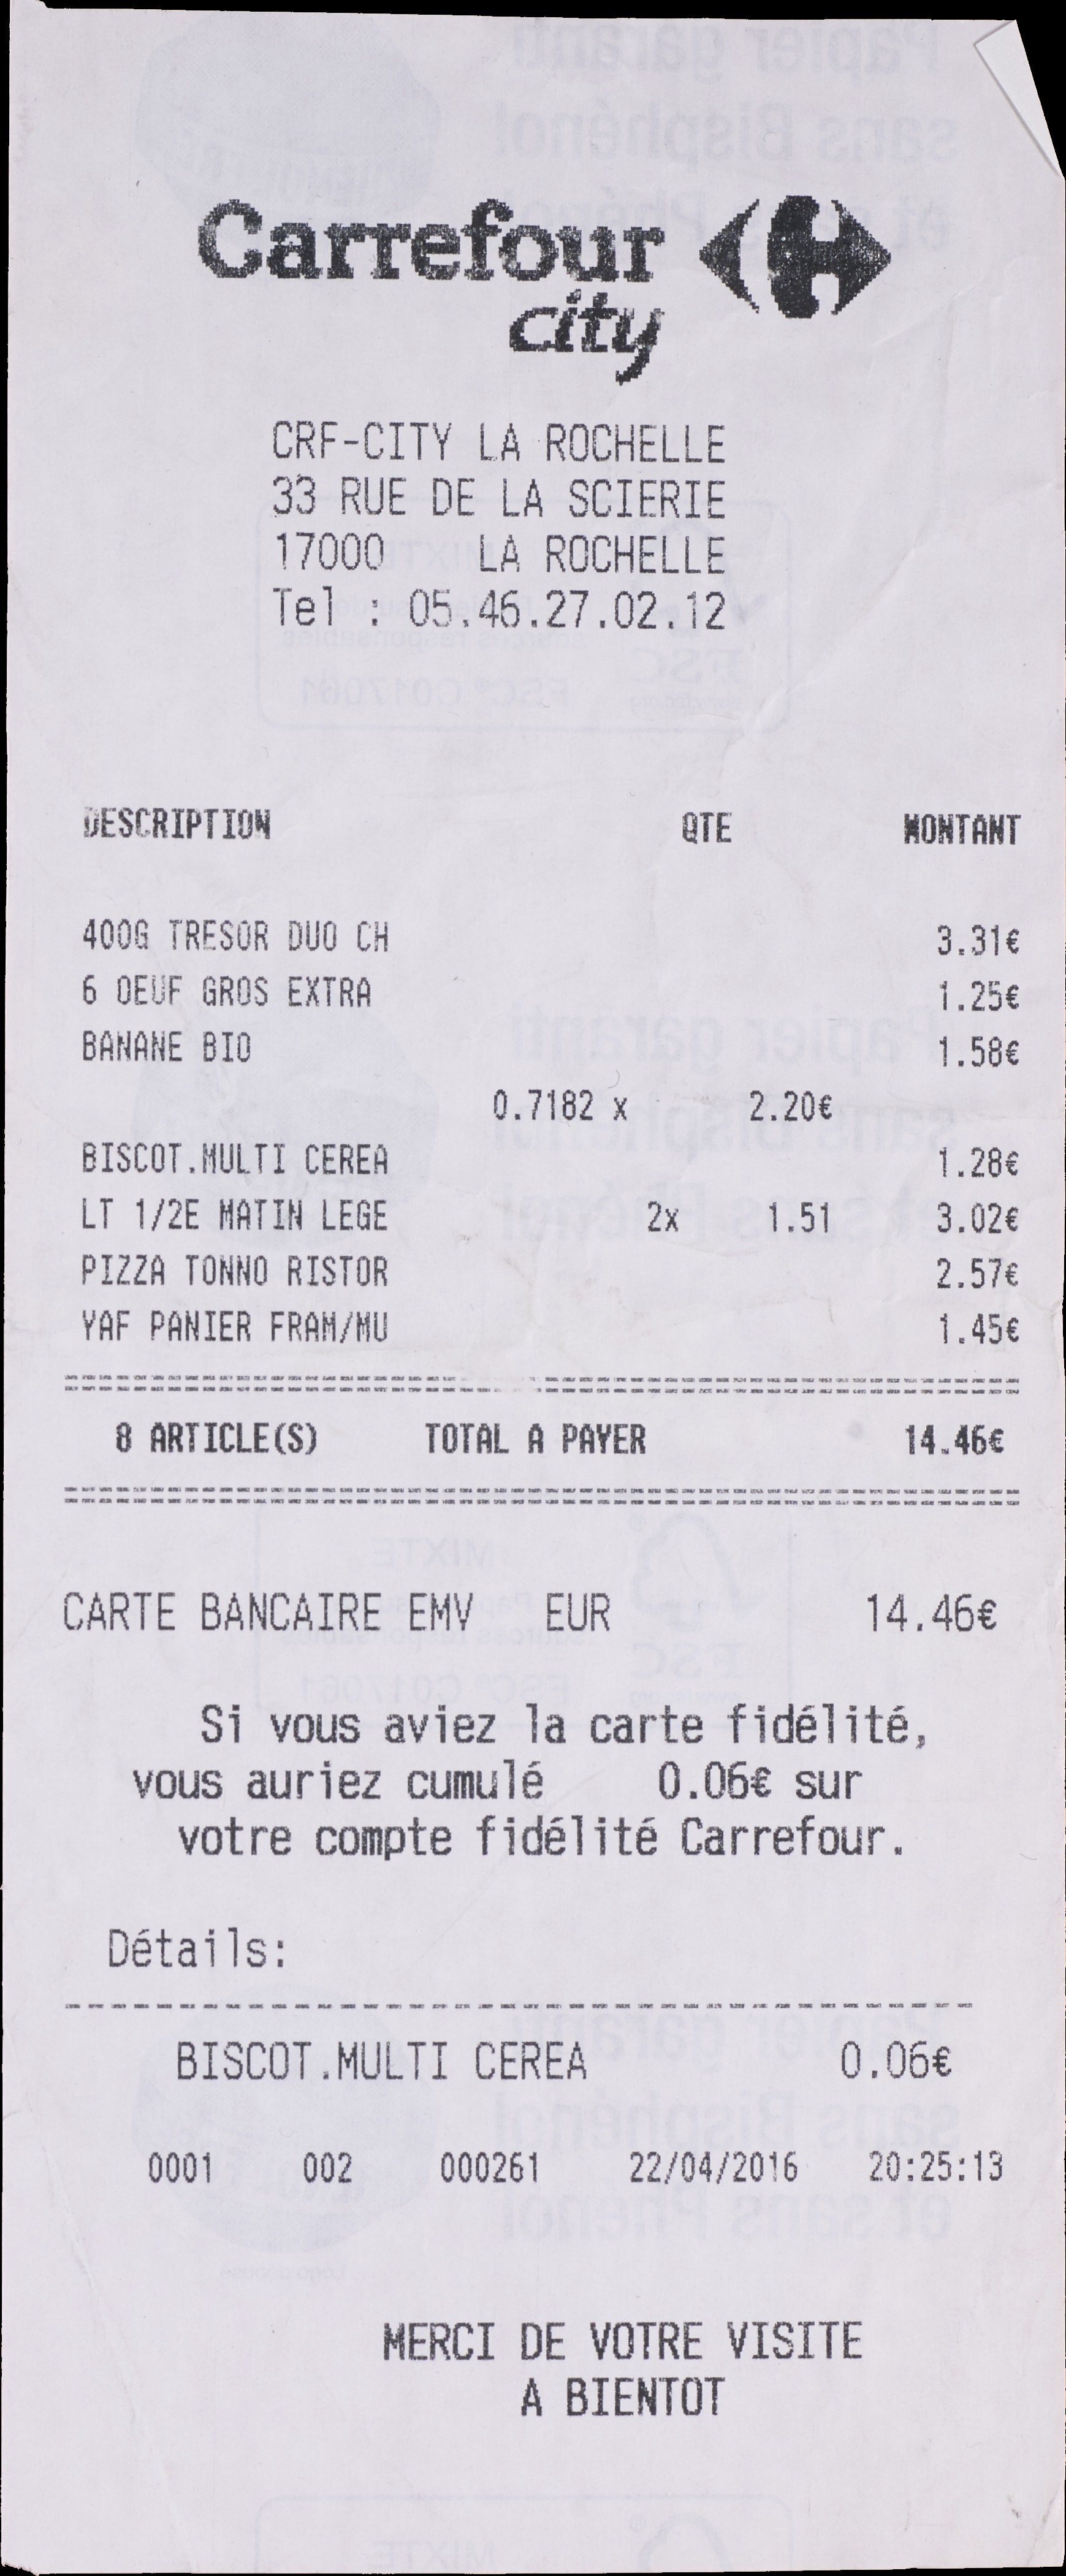 Carrefour
city
CRF-CITY LA ROCHELLE
33 RUE DE LA SCIERIE
17000 LA ROCHELLE
Tel : 05.46.27.02.12
DESCRIPTION QTE MONTANT
400G TRESOR DUO CH 3.31€
6 OEUF GROS EXTRA 1.25€
BANANE BIO 1.58€
0.7182 x 2.20€
BISCOT.MULTI CEREA 1.28€
LT 1/2E MATIN LEGE 2x 1.51 3.02€
PIZZA TONNO RISTOR 2.57€
YAF PANIER FRAM/MU 1.45€
8 ARTICLE(S) TOTAL A PAYER 14.46€
CARTE BANCAIRE EMV EUR 14.46€
Si vous aviez la carte fidélité,
vous auriez cumulé 0.06€ sur
votre compte fidélité Carrefour.
Détails:
BISCOT.MULTI CEREA 0.06€
0001 002 000261 22/04/2016 20:25:13
MERCI DE VOTRE VISITE
A BIENTOT